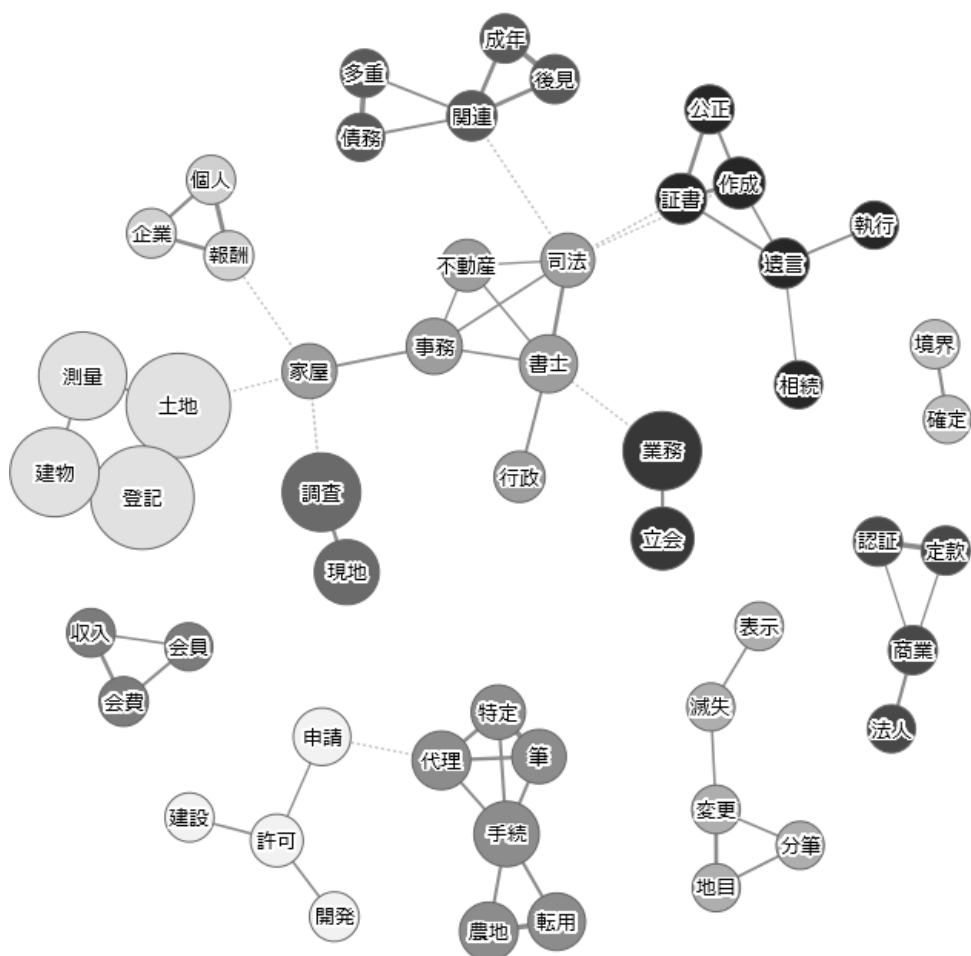 成年
多重
後見
関連
債務
公正
個人
作成
証書
企業
執行
報酬
不動産
司法
遺言
事務
境界
書士
測量
家屋
相続
土地
確定
業務
建物
行政
登記
調査
立会
認証
定款
現地
収入
会員
表示
商業
会費
滅失
特定
法人
申請
代理
筆
変更
建設
手続
許可
分筆
地目
開発
転用
農地